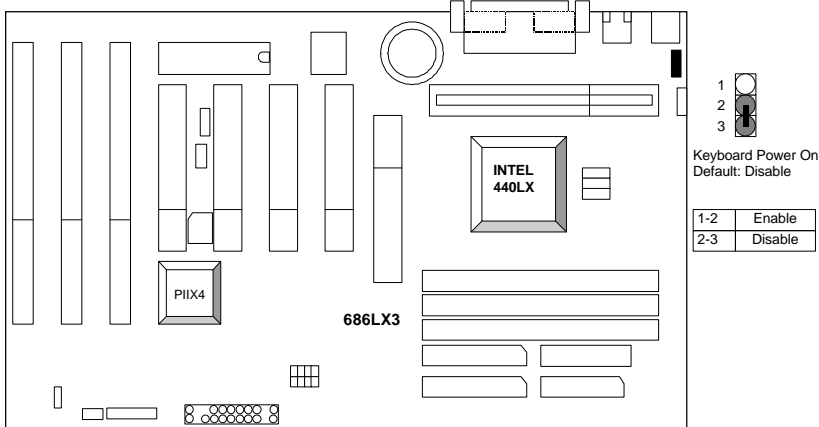 INTEL
440LX
PIIX4
686LX3
1
2
3
Keyboard Power On
Default: Disable
1-2 Enable
2-3 Disable